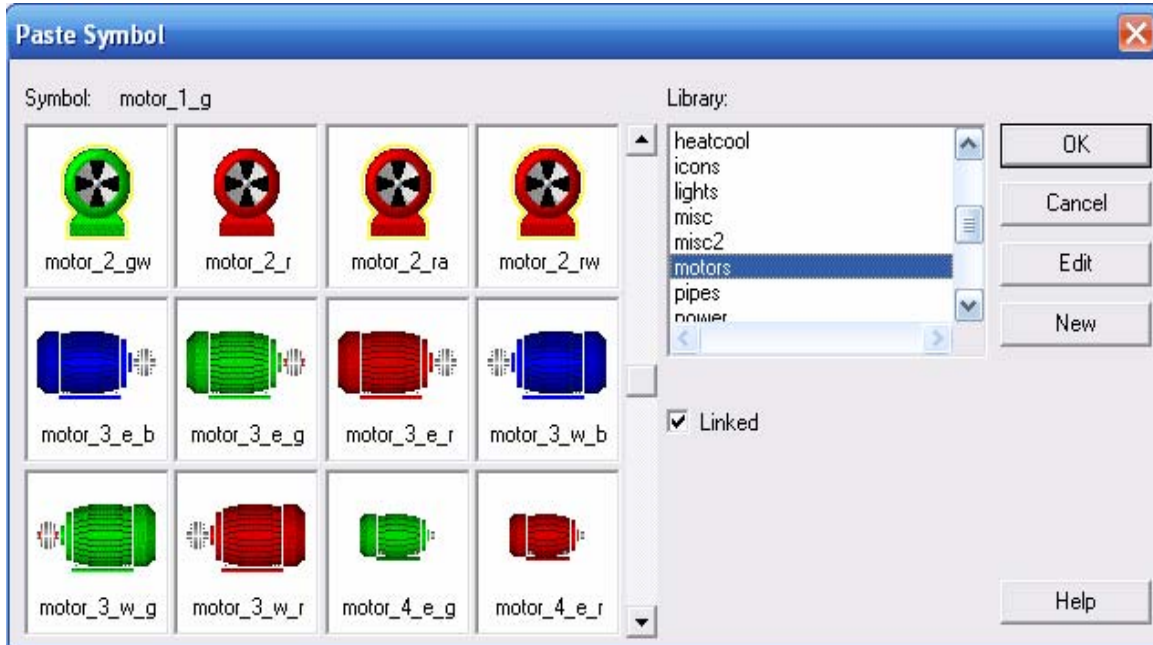 Paste Symbol
Symbol: motor_1_g
motor_2_gw motor_2_r motor_2_ra motor_2_rw
motor_3_e_b motor_3_e_g motor_3_e_r motor_3_w_b
motor_3_w_g motor_3_w_r motor_4_e_g motor_4_e_r
Library:
heatcool
icons
lights
misc
misc2
motors
pipes
power
Linked
OK
Cancel
Edit
New
Help